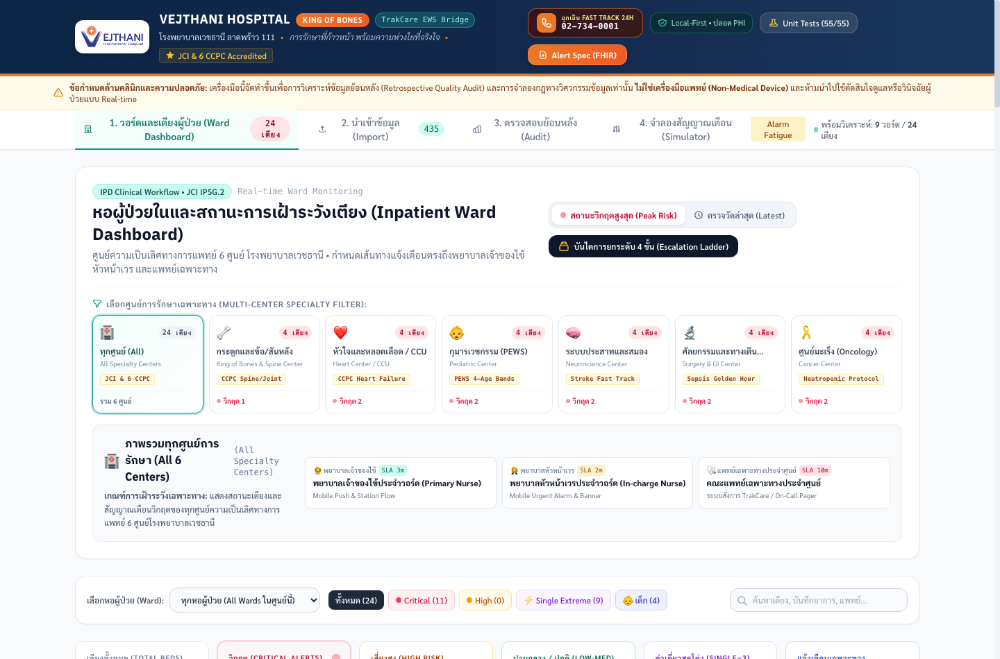 EJTHANI
International Hospital
VEJTHANI HOSPITAL
KING OF BONES
TrakCare EWS Bridge
โรงพยาบาลเวชธานี ลาดพร้าว 111 • การรักษาที่ก้าวหน้า พร้อมความห่วงใยที่จริงใจ •
JCI & 6 CCPC Accredited
ฉุกเฉิน FAST TRACK 24H
02-734-0001
Local-First • ปลอด PHI
Unit Tests (55/55)
Alert Spec (FHIR)
ข้อกำหนดด้านคลินิกและความปลอดภัย: เครื่องมือนี้จัดทำขึ้นเพื่อการวิเคราะห์ข้อมูลย้อนหลัง (Retrospective Quality Audit) และการจำลองกฎทางวิศวกรรมข้อมูลเท่านั้น ไม่ใช่เครื่องมือแพทย์ (Non-Medical Device) และห้ามนำไปใช้ตัดสินใจดูแลหรือวินิจฉัยผู้
ป่วยแบบ Real-time
1. วอร์ดและเตียงผู้ป่วย (Ward
Dashboard)
24
เตียง
2. นำเข้าข้อมูล
(Import)
435
3. ตรวจสอบย้อนหลัง
(Audit)
4. จำลองสัญญาณเตือน
(Simulator)
Alarm
Fatigue
พร้อมวิเคราะห์: 9 วอร์ด / 24
เตียง
IPD Clinical Workflow • JCI IPSG.2
Real-time Ward Monitoring
หอผู้ป่วยในและสถานะการเฝ้าระวังเตียง (Inpatient Ward
Dashboard)
ศูนย์ความเป็นเลิศทางการแพทย์ 6 ศูนย์ โรงพยาบาลเวชธานี • กำหนดเส้นทางแจ้งเตือนตรงถึงพยาบาลเจ้าของไข้
หัวหน้าเวร และแพทย์เฉพาะทาง
สถานะวิกฤตสูงสุด (Peak Risk)
ตรวจวัดล่าสุด (Latest)
บันไดการยกระดับ 4 ขั้น (Escalation Ladder)
เลือกศูนย์การรักษาเฉพาะทาง (MULTI-CENTER SPECIALTY FILTER):
24 เตียง
ทุกศูนย์ (All)
All Specialty Centers
JCI & 6 CCPC
รวม 6 ศูนย์
4 เตียง
กระดูกและข้อ/สันหลัง
King of Bones & Spine Center
CCPC Spine/Joint
วิกฤต 1
4 เตียง
หัวใจและหลอดเลือด / CCU
Heart Center / CCU
CCPC Heart Failure
วิกฤต 2
4 เตียง
กุมารเวชกรรม (PEWS)
Pediatric Center
PEWS 4-Age Bands
วิกฤต 2
4 เตียง
ระบบประสาทและสมอง
Neuroscience Center
Stroke Fast Track
วิกฤต 2
4 เตียง
ศัลยกรรมและทางเดิน...
Surgery & GI Center
Sepsis Golden Hour
วิกฤต 2
4 เตียง
ศูนย์มะเร็ง (Oncology)
Cancer Center
Neutropenic Protocol
วิกฤต 2
ภาพรวมทุกศูนย์การ
รักษา (All 6
Centers)
(All
Specialty
Centers)
เกณฑ์การเฝ้าระวังเฉพาะทาง: แสดงสถานะเตียงและ
สัญญาณเตือนวิกฤตของทุกศูนย์ความเป็นเลิศทางการ
แพทย์ 6 ศูนย์โรงพยาบาลเวชธานี
พยาบาลเจ้าของไข้ SLA 3m
พยาบาลเจ้าของไข้ประจำวอร์ด (Primary Nurse)
Mobile Push & Station Flow
พยาบาลหัวหน้าเวร SLA 2m
พยาบาลหัวหน้าเวรประจำวอร์ด (In-charge Nurse)
Mobile Urgent Alarm & Banner
แพทย์เฉพาะทางประจำศูนย์ SLA 10m
คณะแพทย์เฉพาะทางประจำศูนย์
ระบบสั่งการ TrakCare / On-Call Pager
เลือกหอผู้ป่วย (Ward):
ทุกหอผู้ป่วย (All Wards ในศูนย์นี้)
ทั้งหมด (24)
Critical (11)
High (0)
Single Extreme (9)
เด็ก (4)
ค้นหาเตียง, บันทึกอาการ, แพทย์...
เตียงทั้งหมด (TOTAL BEDS)
วิกฤต (CRITICAL ALERTS)
เสี่ยงสูง (HIGH RISK)
ปานกลาง / ปกติ (LOW-MED)
ค่าเดี่ยวสุดโต่ง (SINGLE=3)
แจ้งเตือนเฉพาะทาง